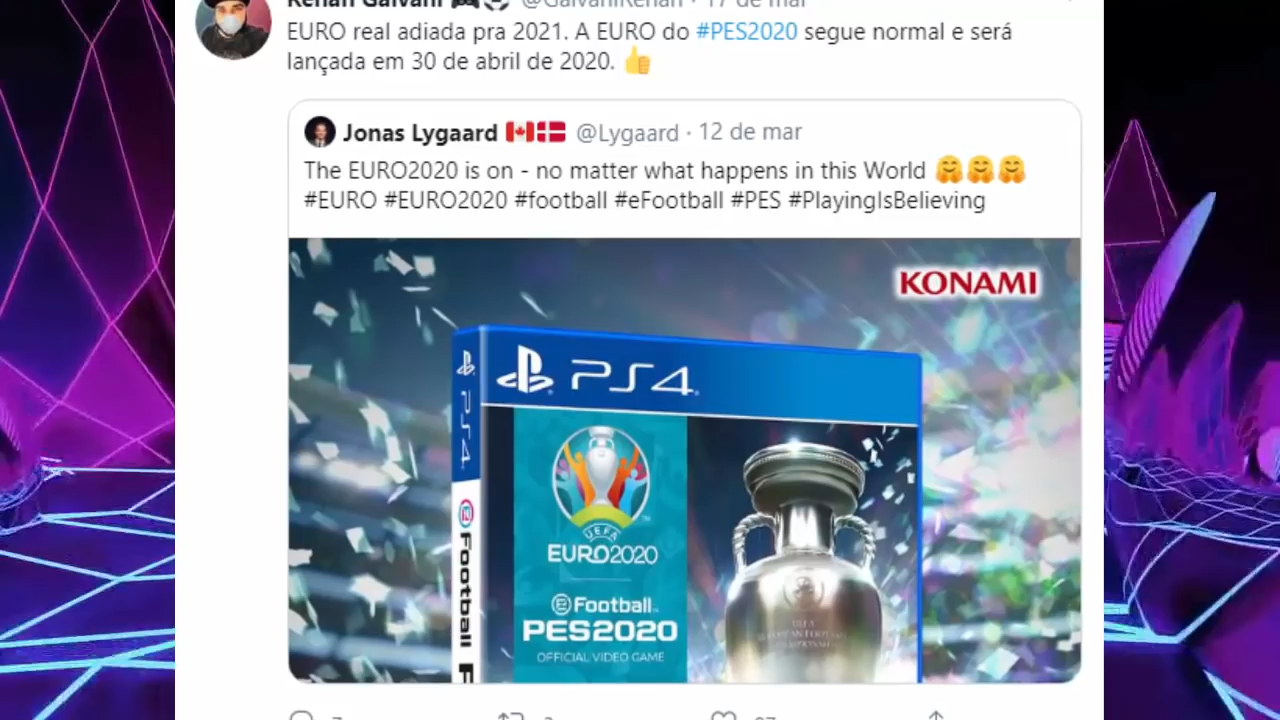 Renan Galvani @GalvaniRenan · 17 de mar
EURO real adiada pra 2021. A EURO do #PES2020 segue normal e será
lançada em 30 de abril de 2020. 👍
Jonas Lygaard 🇨🇦🇩🇰 @Lygaard · 12 de mar
The EURO2020 is on - no matter what happens in this World 🤗🤗🤗
#EURO #EURO2020 #football #eFootball #PES #PlayingIsBelieving
KONAMI
PS4
PS4
UEFA
EURO2020
eFootball
PES2020
OFFICIAL VIDEO GAME
eFootball